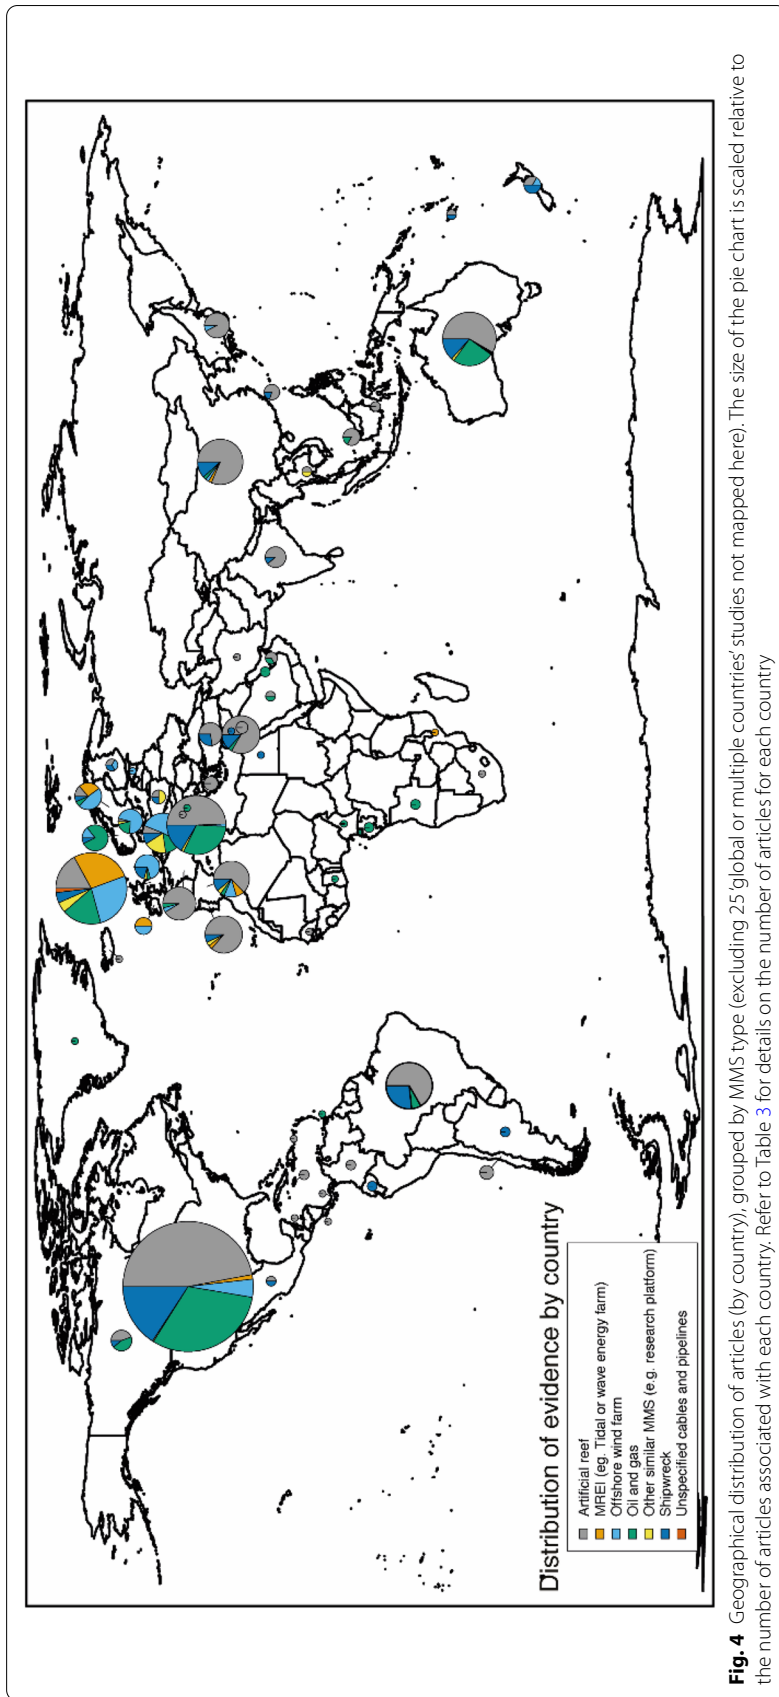 Distribution of evidence by country
Artificial reef
MREI (eg. Tidal or wave energy farm)
Offshore wind farm
Oil and gas
Other similar MMS (e.g. research platform)
Shipwreck
Unspecified cables and pipelines
Fig. 4 Geographical distribution of articles (by country), grouped by MMS type (excluding 25 ‘global or multiple countries’ studies not mapped here). The size of the pie chart is scaled relative to
the number of articles associated with each country. Refer to Table 3 for details on the number of articles for each country